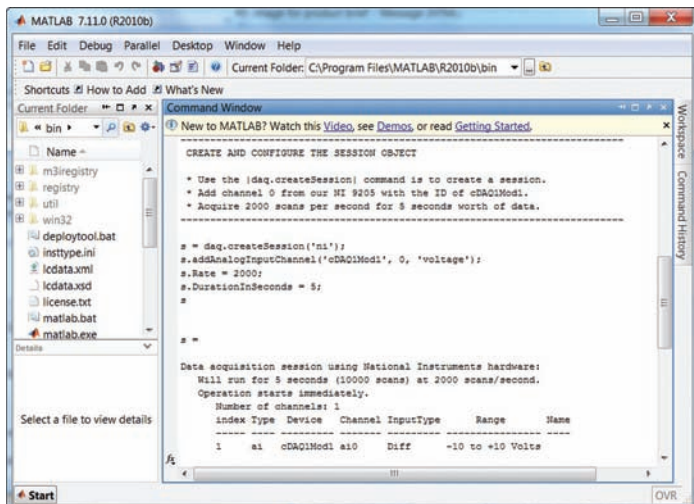 MATLAB 7.11.0 (R2010b)
File Edit Debug Parallel Desktop Window Help
Current Folder: C:\Program Files\MATLAB\R2010b\bin
Shortcuts How to Add What's New
Current Folder
« bin
Name
m3iregistry
registry
util
win32
deploytool.bat
insttype.ini
lcdata.xml
lcdata.xsd
license.txt
matlab.bat
matlab.exe
Details
Select a file to view details
Command Window
New to MATLAB? Watch this Video, see Demos, or read Getting Started.
CREATE AND CONFIGURE THE SESSION OBJECT
* Use the |daq.createSession| command is to create a session.
* Add channel 0 from our NI 9205 with the ID of cDAQ1Mod1.
* Acquire 2000 scans per second for 5 seconds worth of data.
s = daq.createSession('ni');
s.addAnalogInputChannel('cDAQ1Mod1', 0, 'voltage');
s.Rate = 2000;
s.DurationInSeconds = 5;
s
s =
Data acquisition session using National Instruments hardware:
Will run for 5 seconds (10000 scans) at 2000 scans/second.
Operation starts immediately.
Number of channels: 1
index Type Device Channel InputType Range Name
1 ai cDAQ1Mod1 ai0 Diff -10 to +10 Volts
fx
Workspace
Command History
Start
OVR